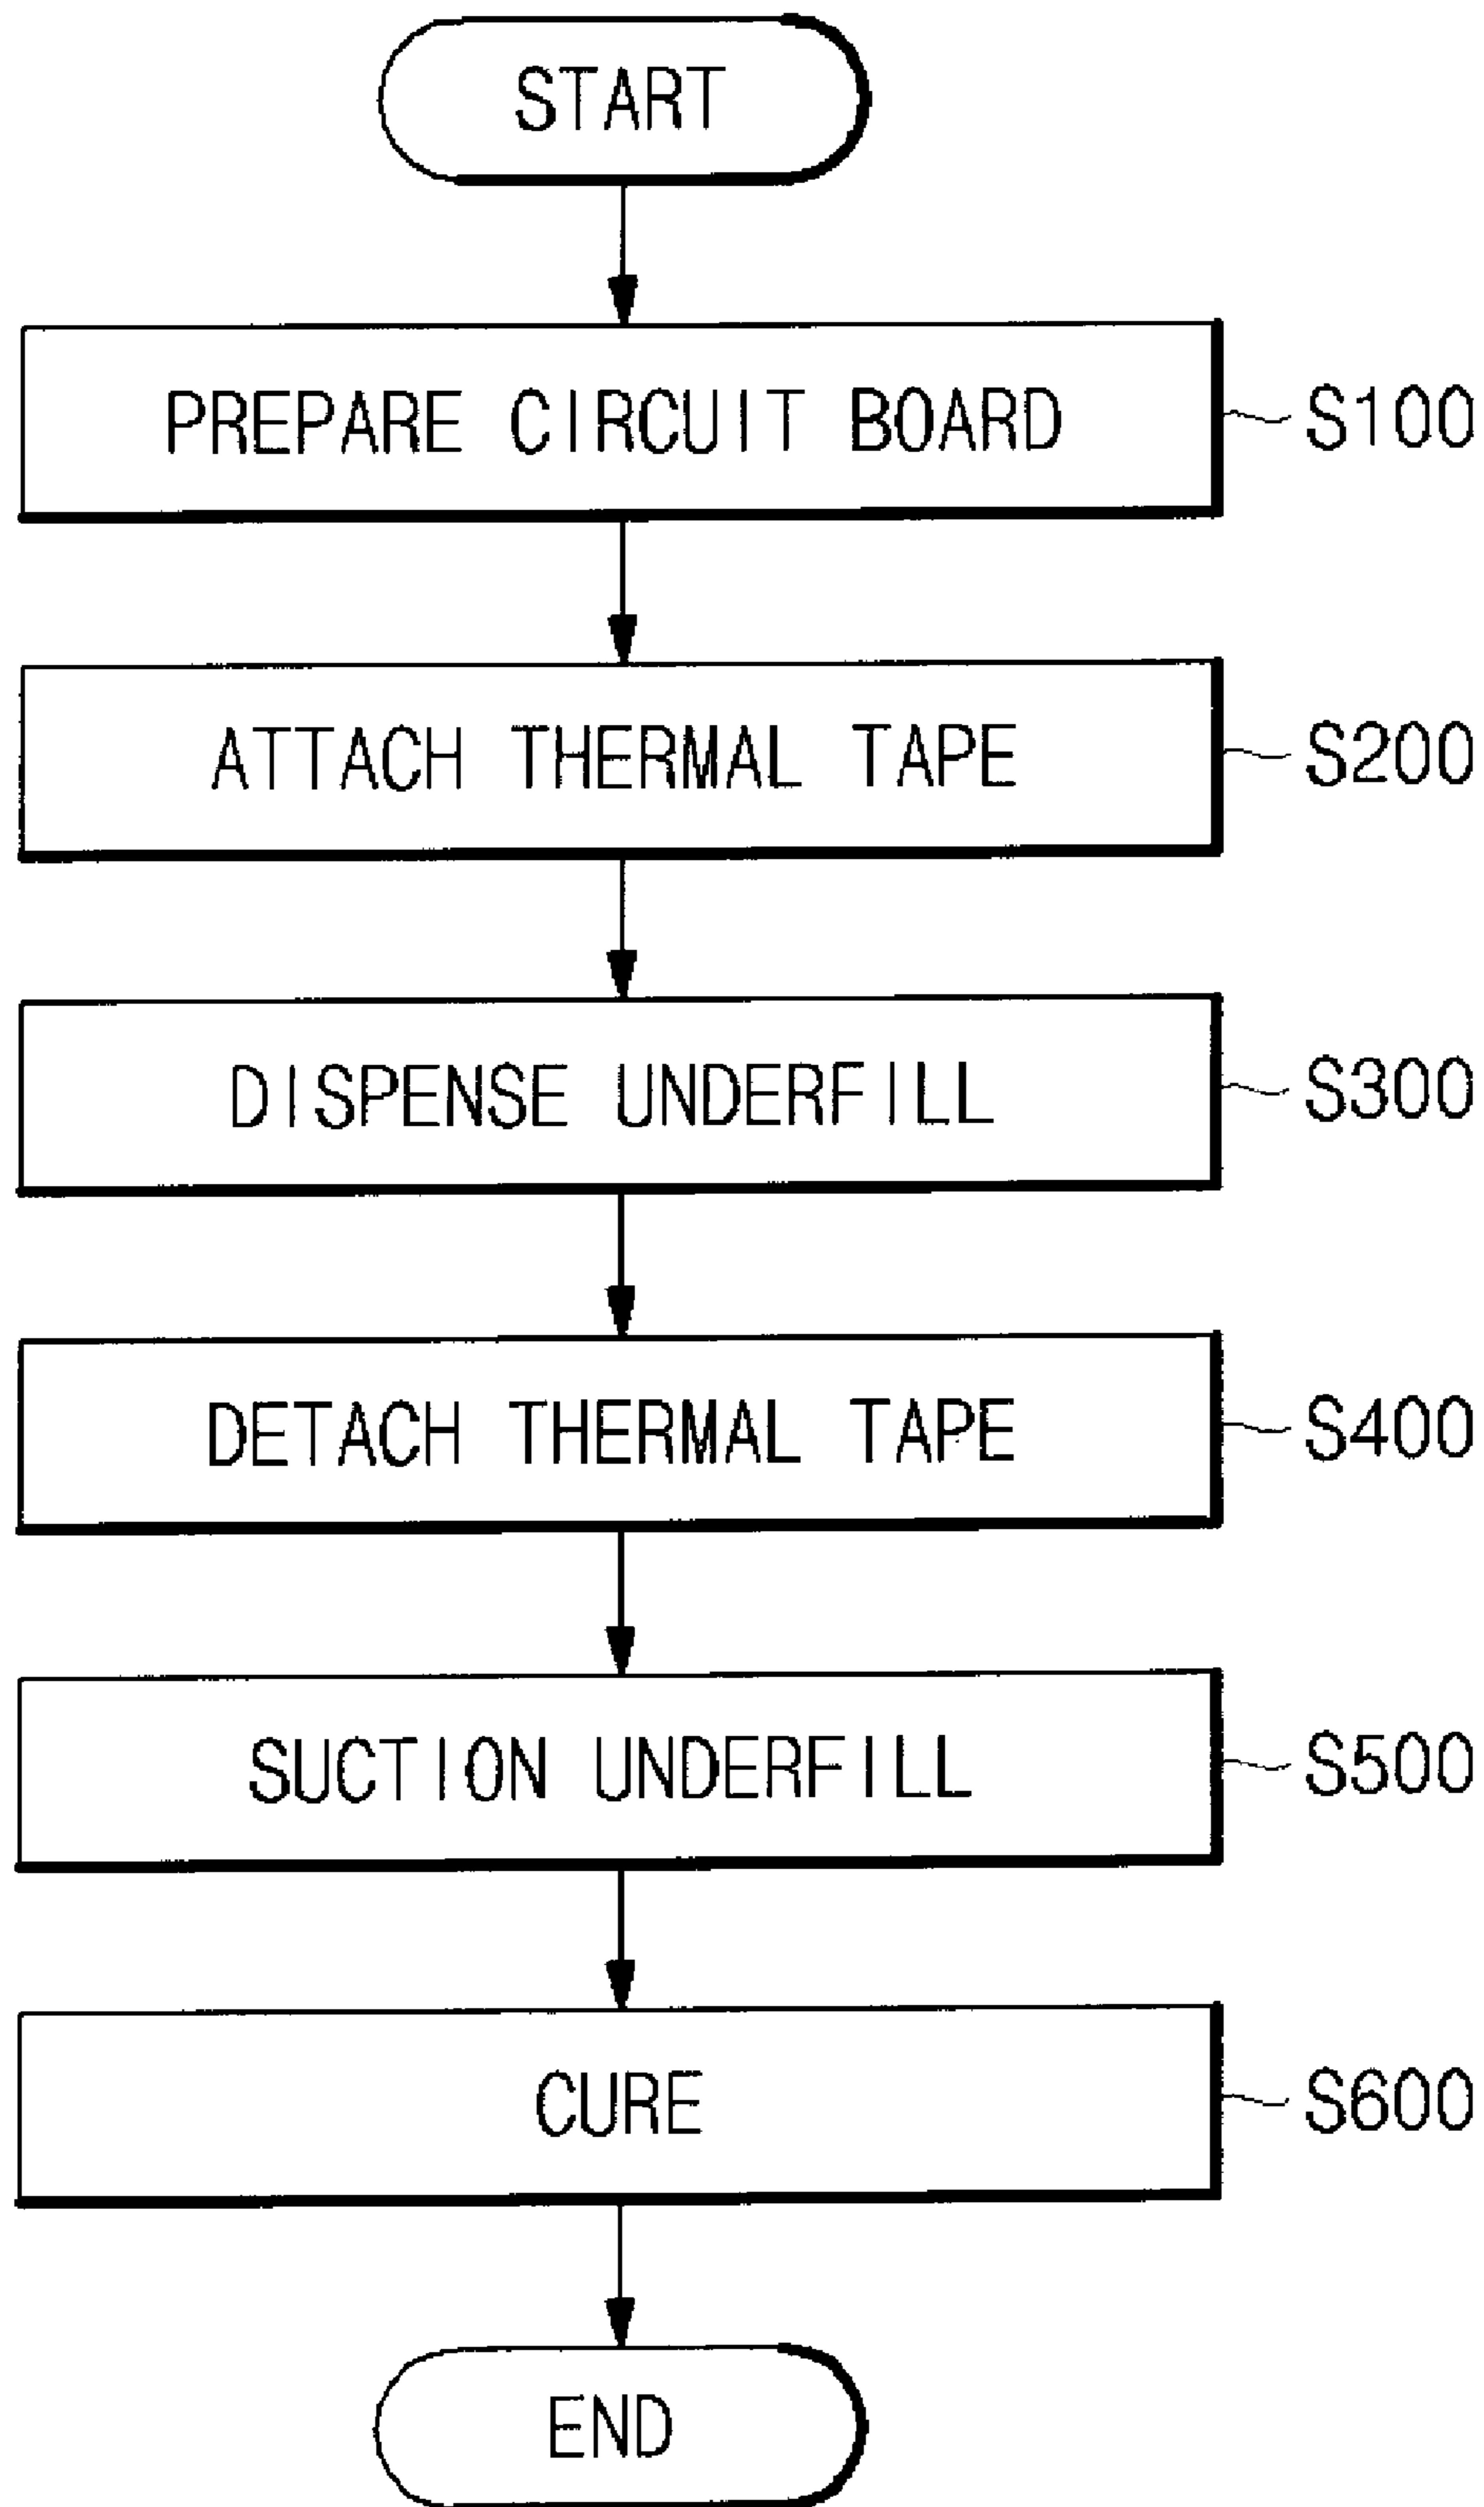 START
PREPARE CIRCUIT BOARD S100
ATTACH THERMAL TAPE S200
DISPENSE UNDERFILL S300
DETACH THERMAL TAPE S400
SUCTION UNDERFILL S500
CURE S600
END